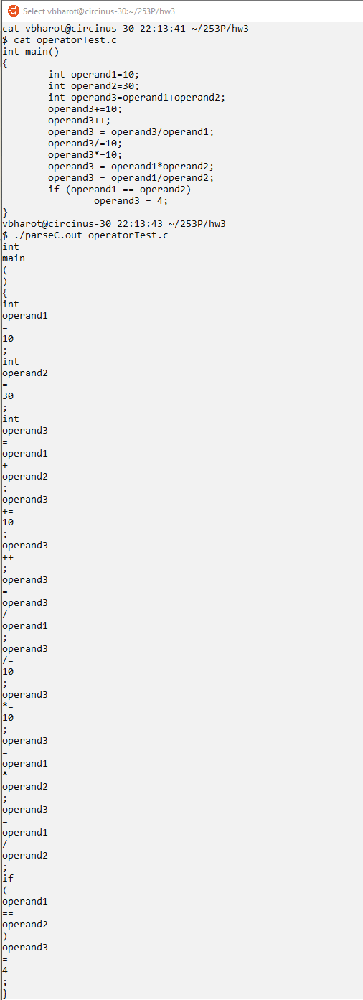 Select vbharot@circinus-30:~/253P/hw3
cat vbharot@circinus-30 22:13:41 ~/253P/hw3
$ cat operatorTest.c
int main()
{
        int operand1=10;
        int operand2=30;
        int operand3=operand1+operand2;
        operand3+=10;
        operand3++;
        operand3 = operand3/operand1;
        operand3/=10;
        operand3*=10;
        operand3 = operand1*operand2;
        operand3 = operand1/operand2;
        if (operand1 == operand2)
                operand3 = 4;
}
vbharot@circinus-30 22:13:43 ~/253P/hw3
$ ./parseC.out operatorTest.c
int
main
(
)
{
int
operand1
=
10
;
int
operand2
=
30
;
int
operand3
=
operand1
+
operand2
;
operand3
+=
10
;
operand3
++
;
operand3
=
operand3
/
operand1
;
operand3
/=
10
;
operand3
*=
10
;
operand3
=
operand1
*
operand2
;
operand3
=
operand1
/
operand2
;
if
(
operand1
==
operand2
)
operand3
=
4
;
}